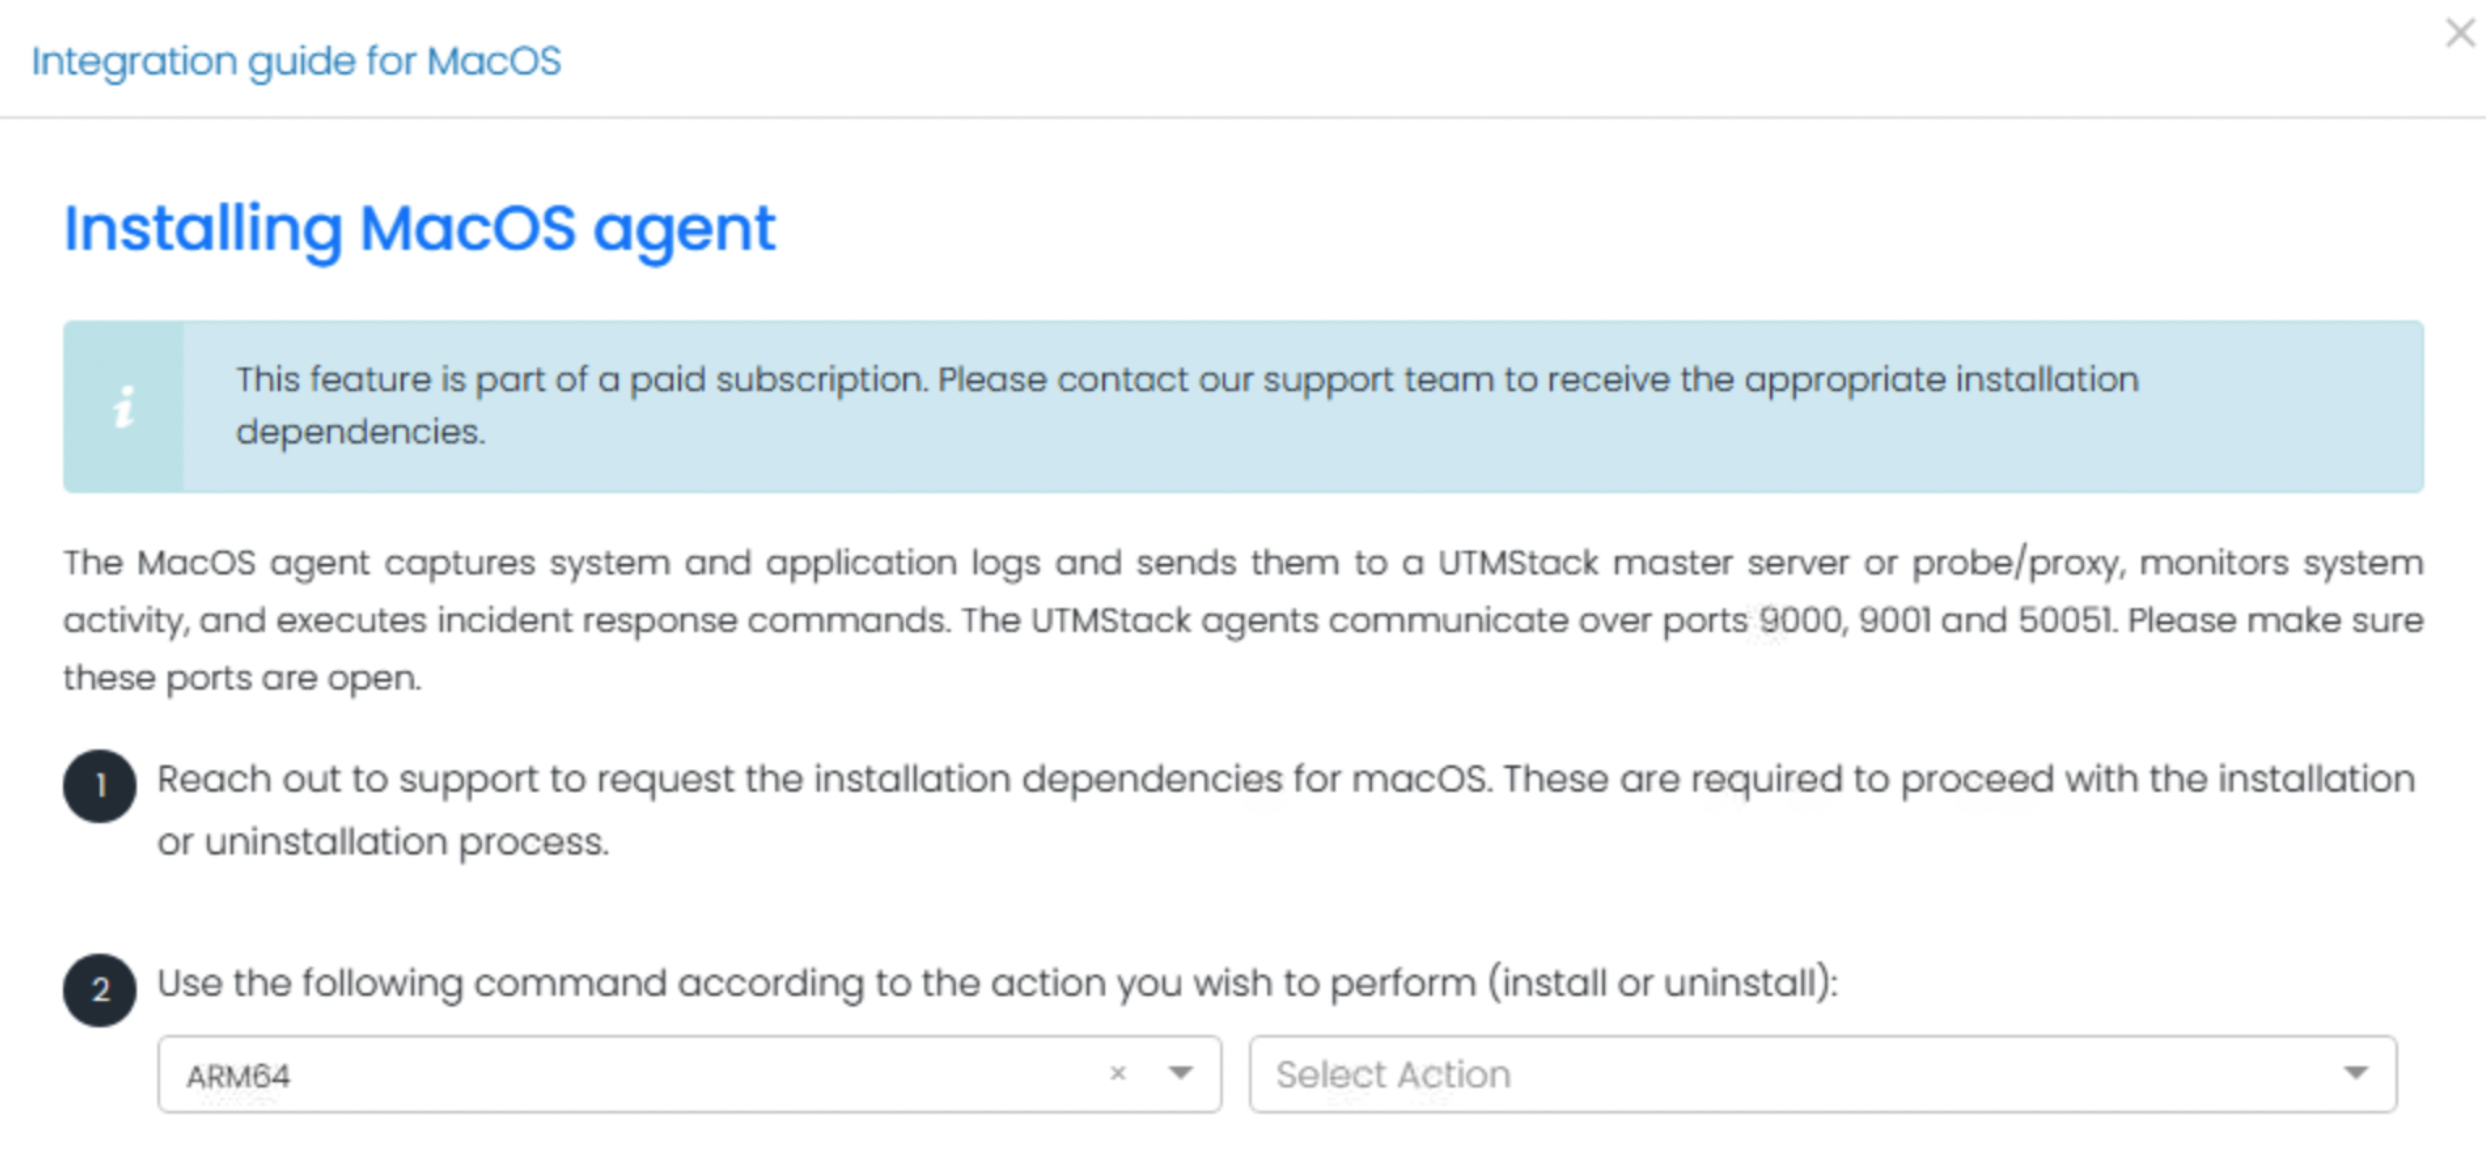 Integration guide for MacOS
Installing MacOS agent
This feature is part of a paid subscription. Please contact our support team to receive the appropriate installation
dependencies.
The MacOS agent captures system and application logs and sends them to a UTMStack master server or probe/proxy, monitors system
activity, and executes incident response commands. The UTMStack agents communicate over ports 9000, 9001 and 50051. Please make sure
these ports are open.
1 Reach out to support to request the installation dependencies for macOS. These are required to proceed with the installation
or uninstallation process.
2 Use the following command according to the action you wish to perform (install or uninstall):
ARM64 × Select Action